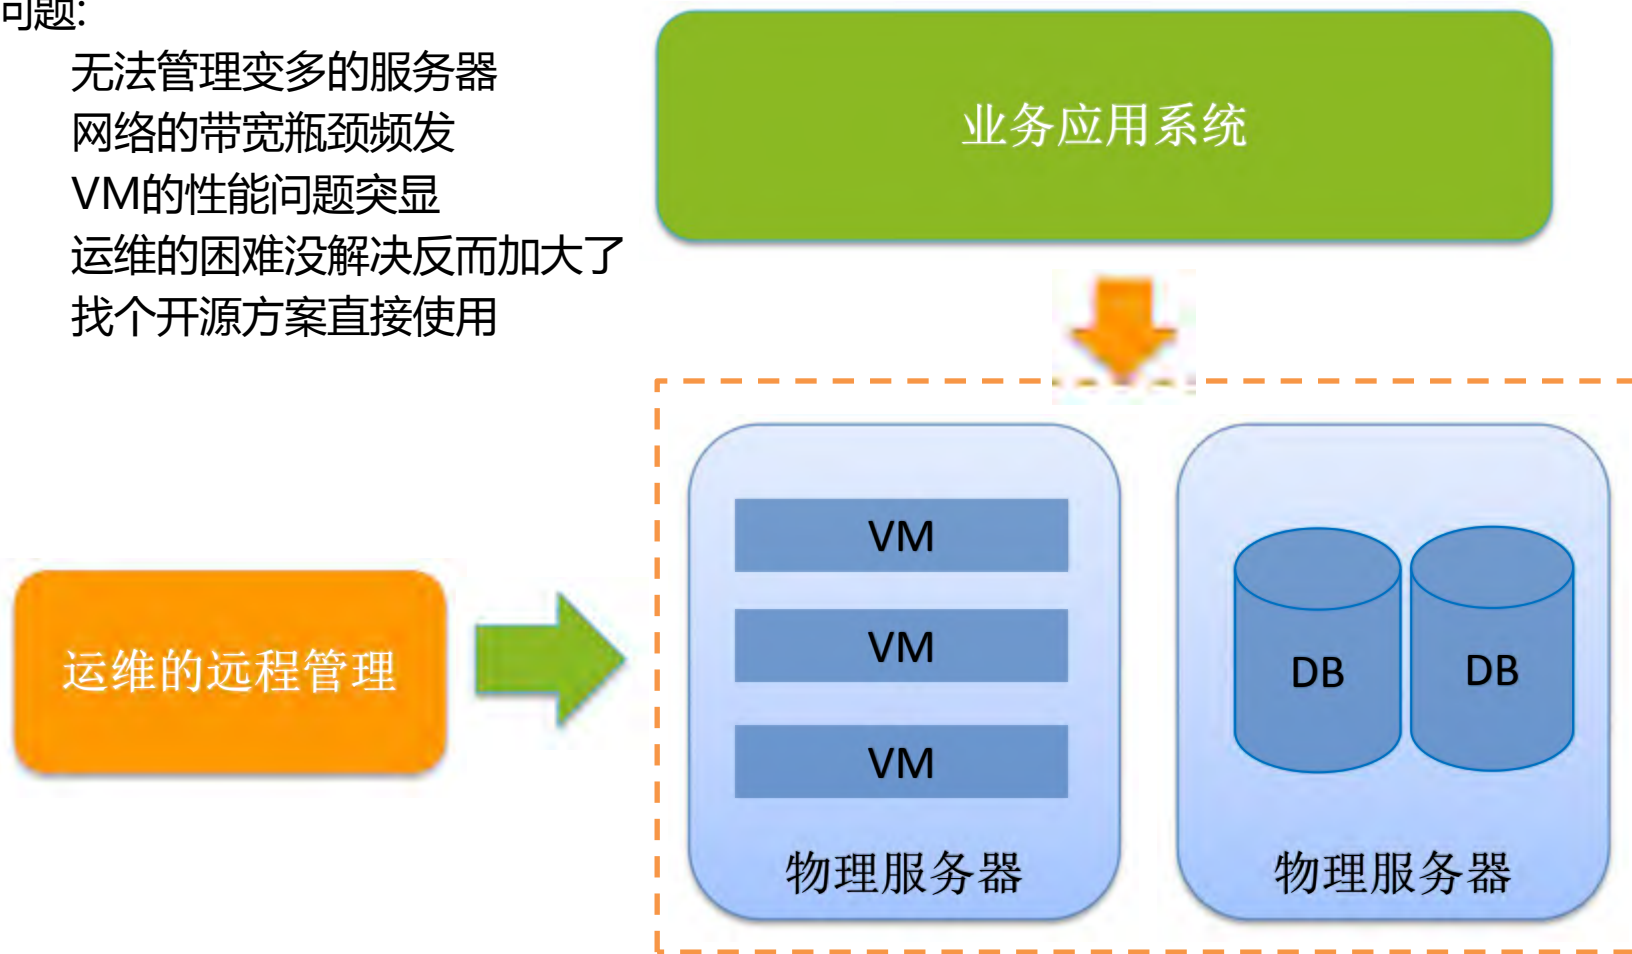 问题:
无法管理变多的服务器
网络的带宽瓶颈频发
VM的性能问题突显
运维的困难没解决反而加大了
找个开源方案直接使用
业务应用系统
运维的远程管理
VM
VM
VM
物理服务器
DB
DB
物理服务器